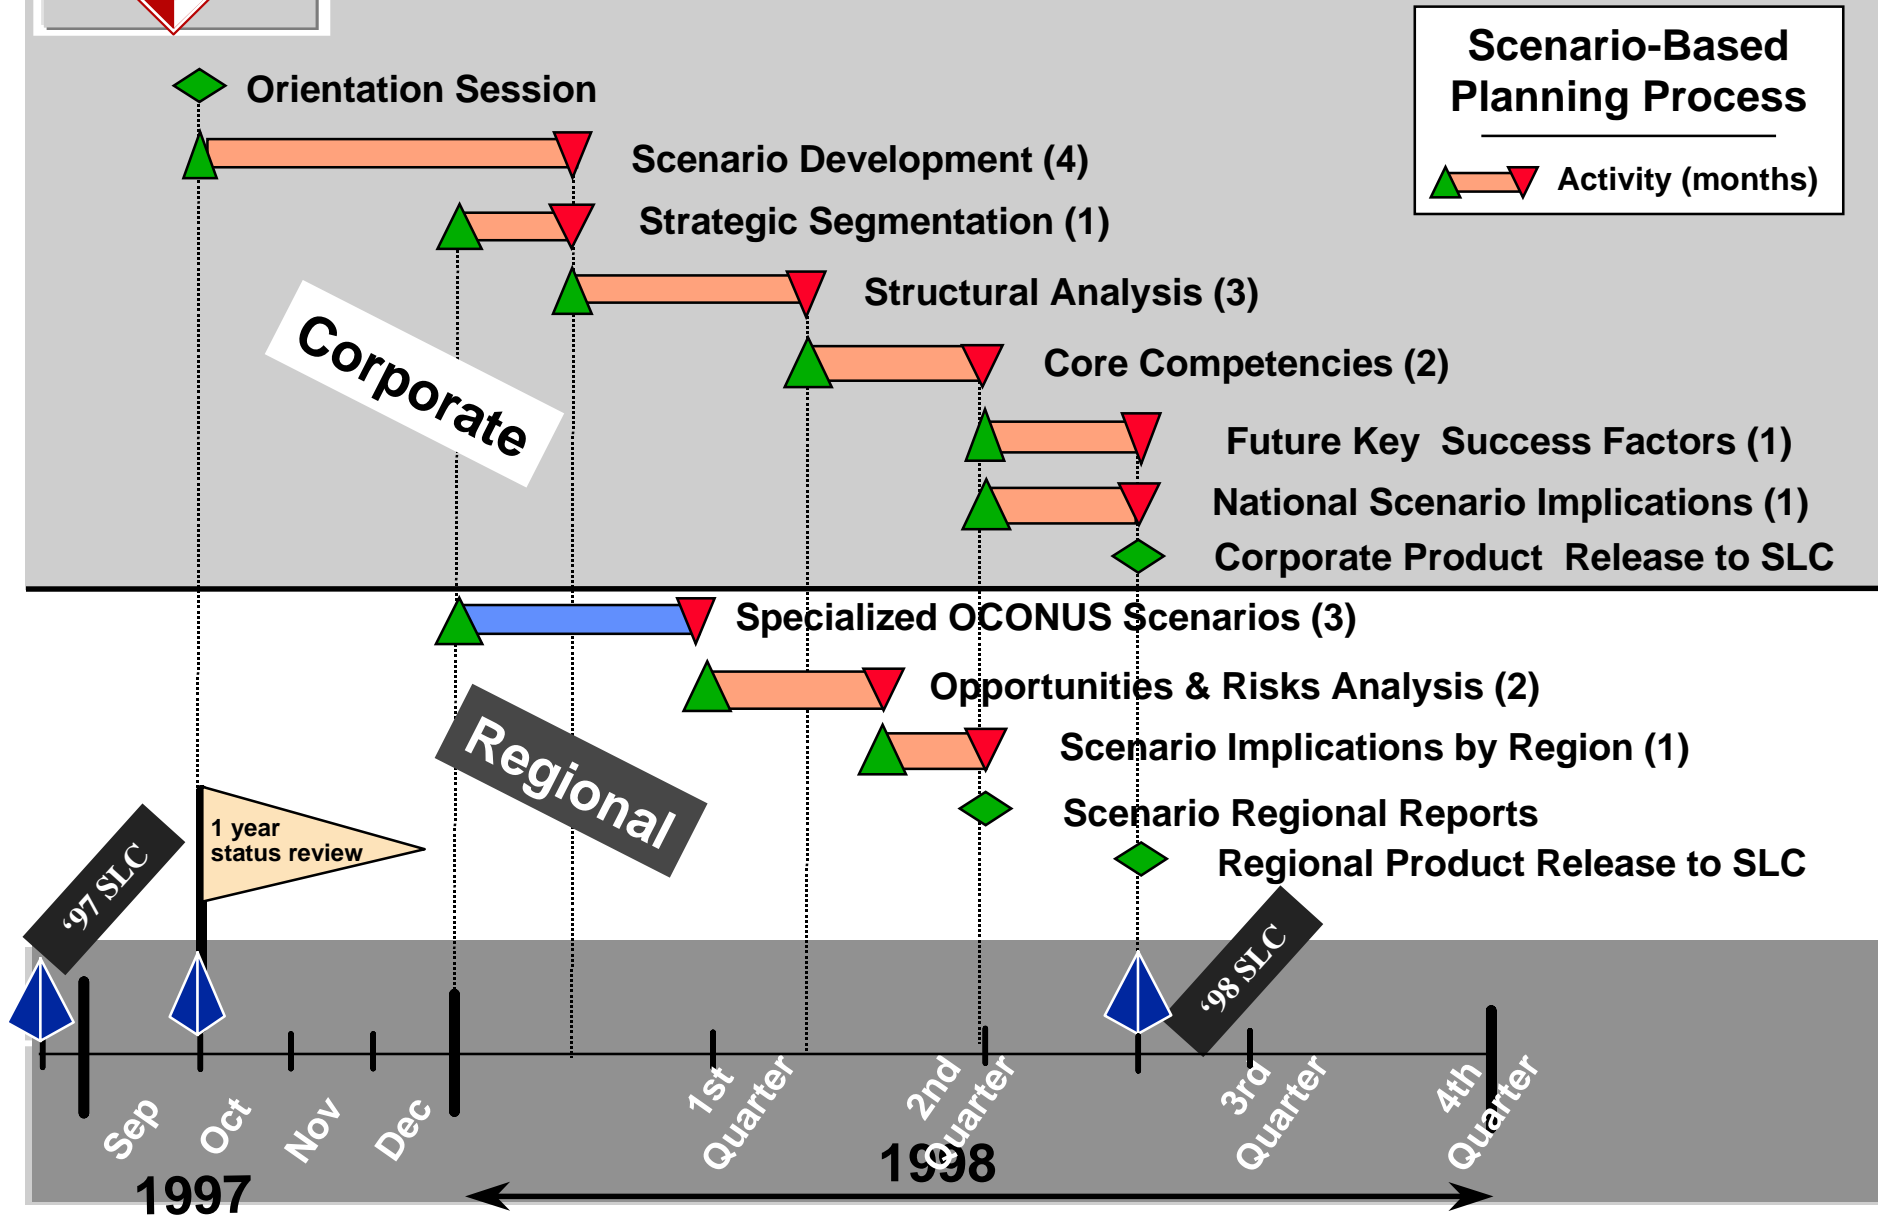 Scenario-Based
Planning Process
Activity (months)
Orientation Session
Scenario Development (4)
Strategic Segmentation (1)
Structural Analysis (3)
Corporate
Core Competencies (2)
Future Key  Success Factors (1)
National Scenario Implications (1)
Corporate Product  Release to SLC
Specialized OCONUS Scenarios (3)
Opportunities & Risks Analysis (2)
Regional
Scenario Implications by Region (1)
Scenario Regional Reports
1 year
status review
Regional Product Release to SLC
‘97 SLC
‘98 SLC
Sep
Oct
Nov
Dec
1st
Quarter
2nd
Quarter
3rd
Quarter
4th
Quarter
1997
1998